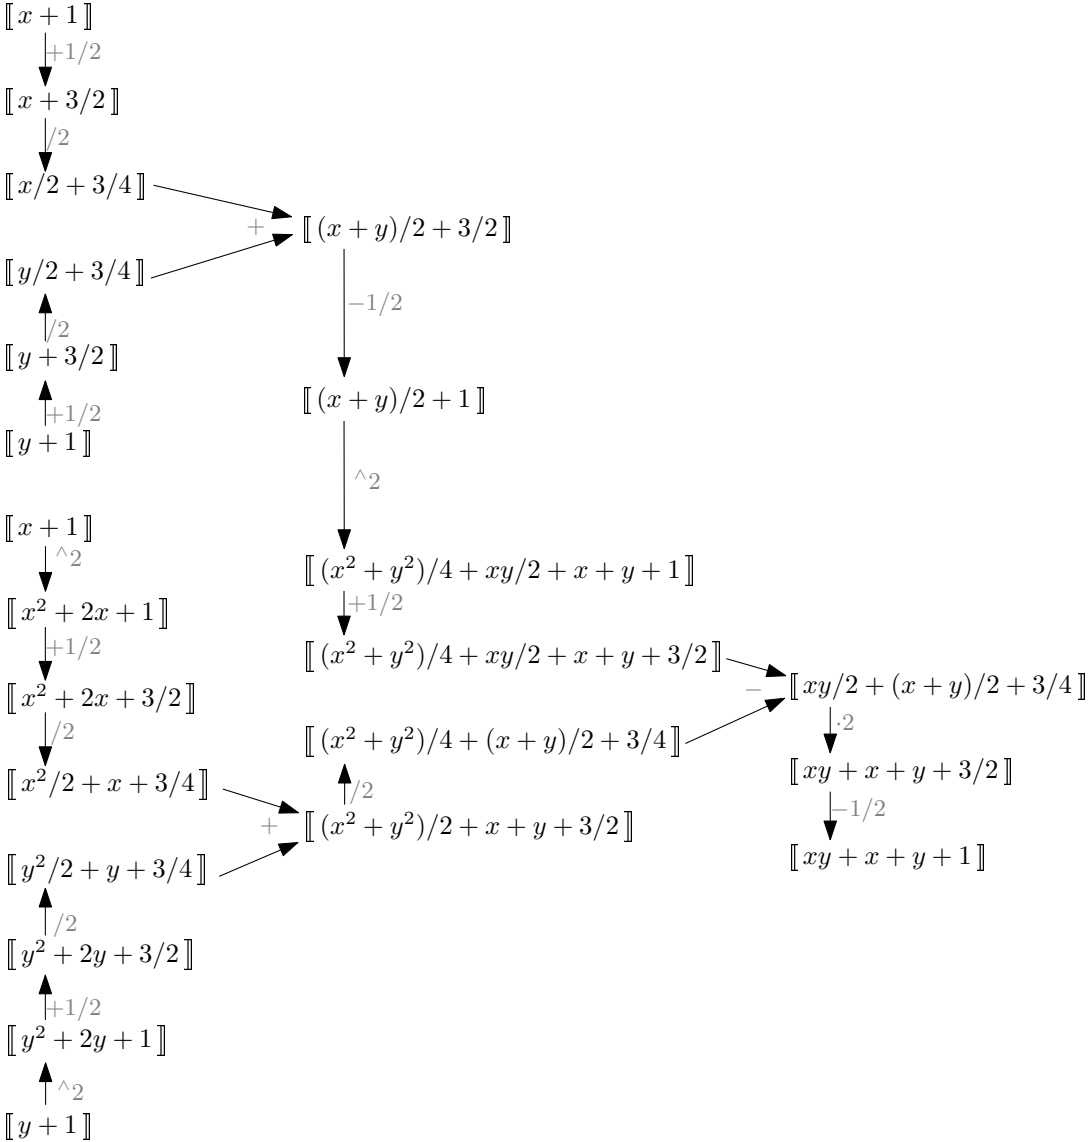 ⟦x + 1⟧
+1/2
⟦x + 3/2⟧
/2
⟦x/2 + 3/4⟧
+
⟦(x + y)/2 + 3/2⟧
⟦y/2 + 3/4⟧
−1/2
/2
⟦y + 3/2⟧
⟦(x + y)/2 + 1⟧
+1/2
⟦y + 1⟧
^2
⟦x + 1⟧
^2
⟦(x² + y²)/4 + xy/2 + x + y + 1⟧
+1/2
⟦x² + 2x + 1⟧
+1/2
⟦(x² + y²)/4 + xy/2 + x + y + 3/2⟧
−
⟦xy/2 + (x + y)/2 + 3/4⟧
⟦x² + 2x + 3/2⟧
·2
/2
⟦(x² + y²)/4 + (x + y)/2 + 3/4⟧
⟦xy + x + y + 3/2⟧
⟦x²/2 + x + 3/4⟧
/2
−1/2
+
⟦(x² + y²)/2 + x + y + 3/2⟧
⟦xy + x + y + 1⟧
⟦y²/2 + y + 3/4⟧
/2
⟦y² + 2y + 3/2⟧
+1/2
⟦y² + 2y + 1⟧
^2
⟦y + 1⟧